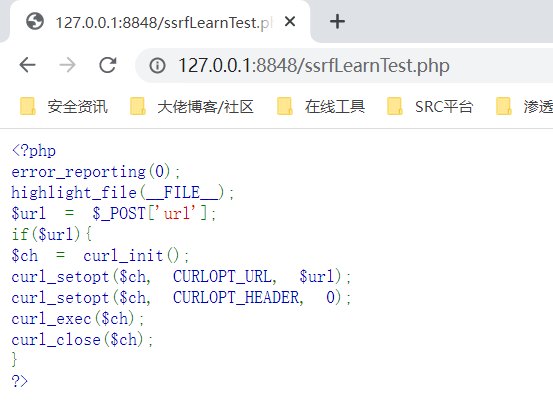 127.0.0.1:8848/ssrfLearnTest.ph
127.0.0.1:8848/ssrfLearnTest.php
安全资讯 大佬博客/社区 在线工具 SRC平台 渗透
<?php
error_reporting(0);
highlight_file(__FILE__);
$url = $_POST['url'];
if($url){
$ch = curl_init();
curl_setopt($ch, CURLOPT_URL, $url);
curl_setopt($ch, CURLOPT_HEADER, 0);
curl_exec($ch);
curl_close($ch);
}
?>